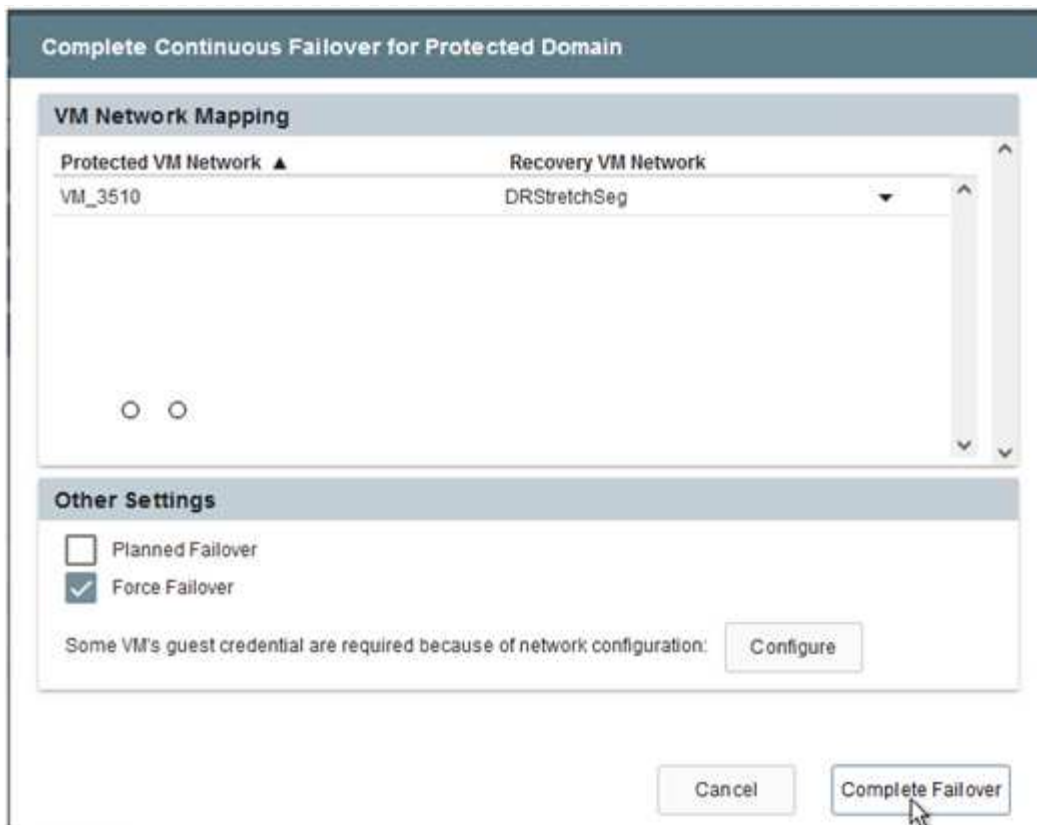 Complete Continuous Failover for Protected Domain
VM Network Mapping
Protected VM Network ▲ Recovery VM Network
VM_3510 DRStretchSeg
Other Settings
Planned Failover
Force Failover
Some VM's guest credential are required because of network configuration: Configure
Cancel Complete Failover